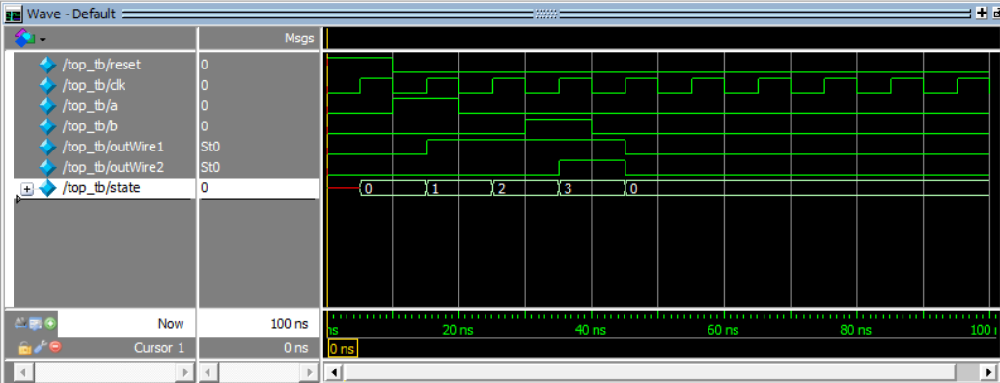 Wave - Default
Msgs
/top_tb/reset 0
/top_tb/clk 0
/top_tb/a 0
/top_tb/b 0
/top_tb/outWire1 St0
/top_tb/outWire2 St0
/top_tb/state 0 0 1 2 3 0
Now 100 ns ns 20 ns 40 ns 60 ns 80 ns 100
Cursor 1 0 ns 0 ns